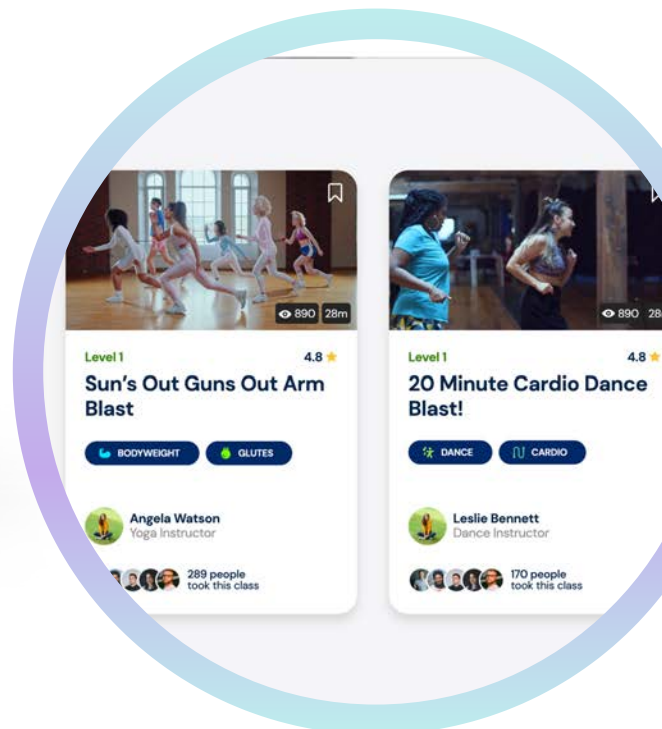 890 28m
Level 1 4.8
Sun's Out Guns Out Arm
Blast
BODYWEIGHT GLUTES
Angela Watson
Yoga Instructor
289 people
took this class
890 28
Level 1 4.8
20 Minute Cardio Dance
Blast!
DANCE CARDIO
Leslie Bennett
Dance Instructor
170 people
took this class